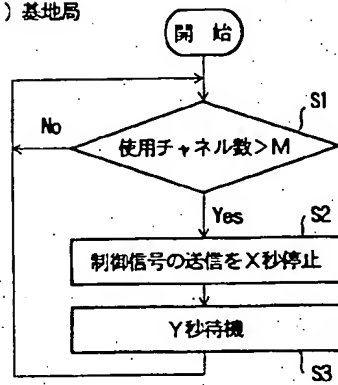 ) 基地局
開 始
S1
No
使用チャネル数>M
Yes
S2
制御信号の送信をX秒停止
Y秒待機
S3